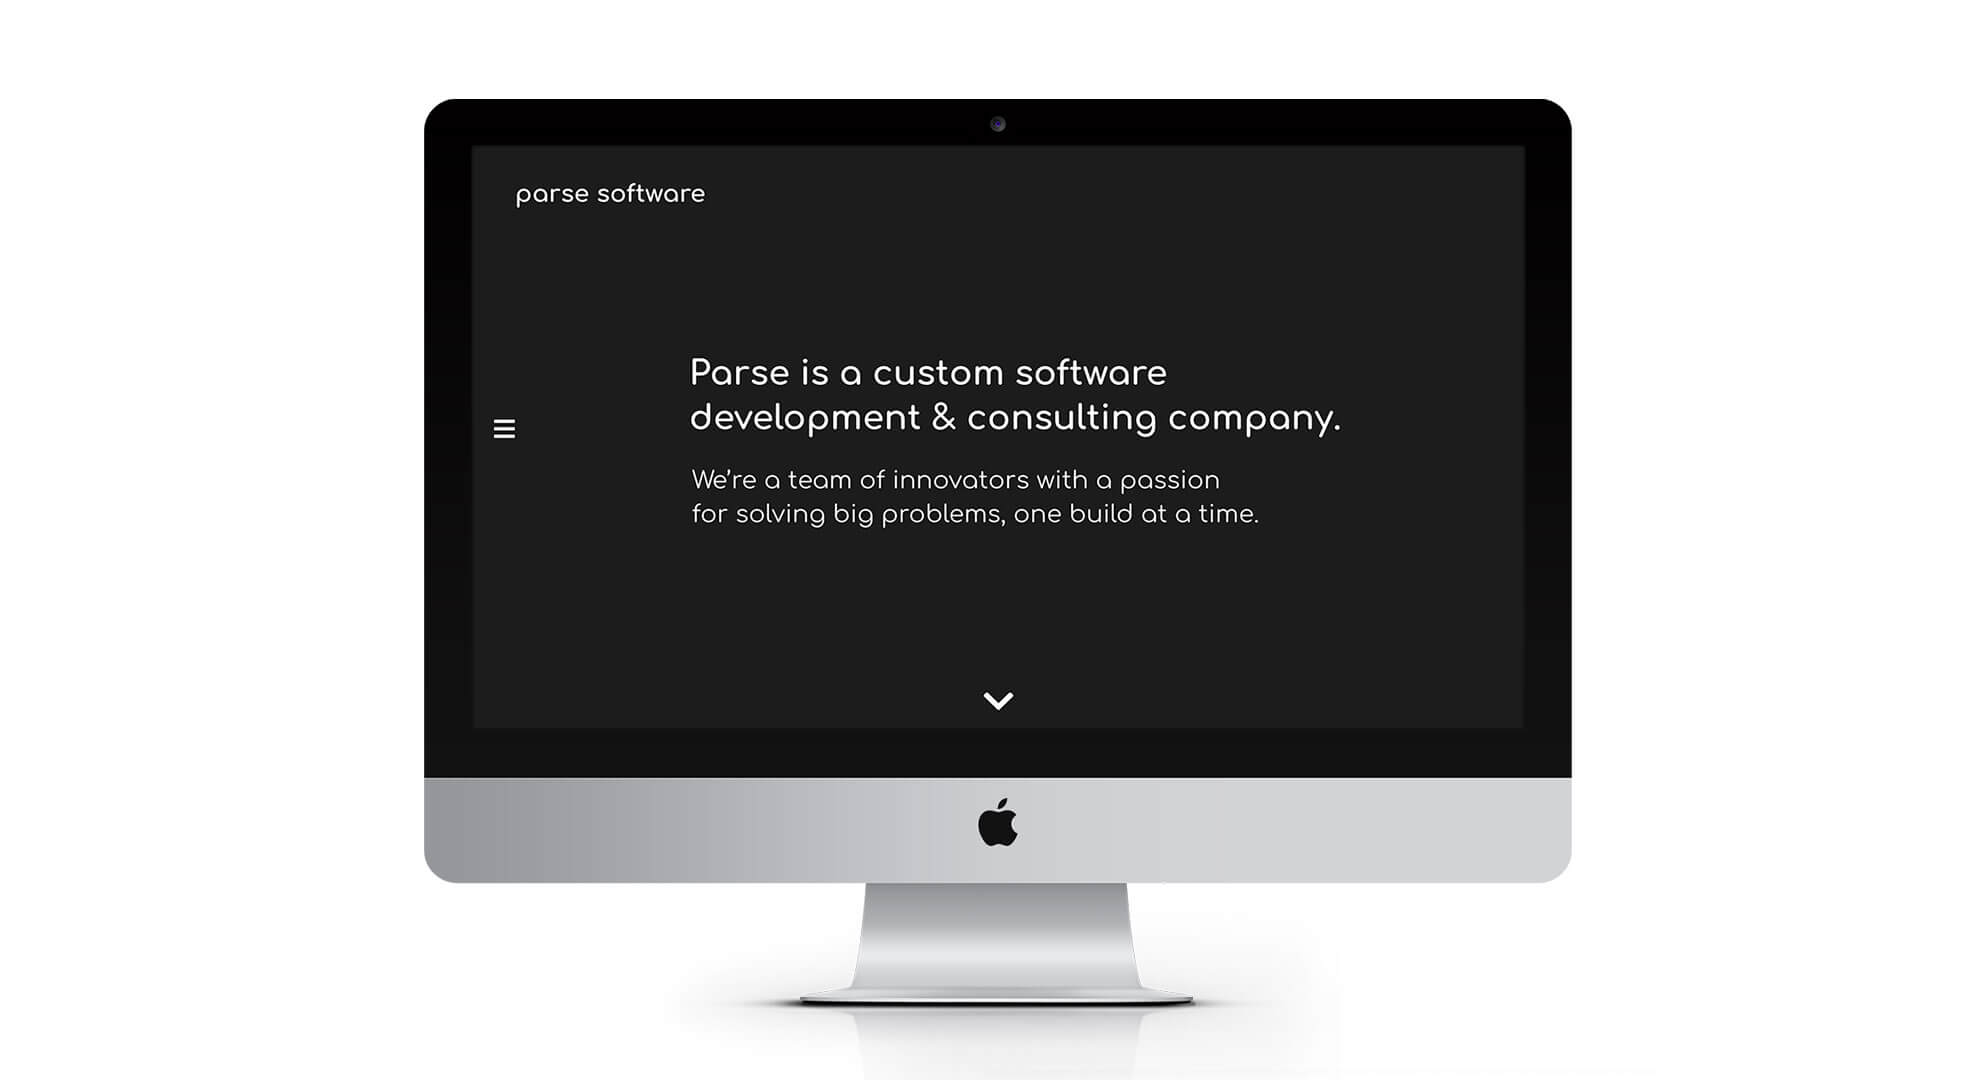 parse software
Parse is a custom software
development & consulting company.
We’re a team of innovators with a passion
for solving big problems, one build at a time.